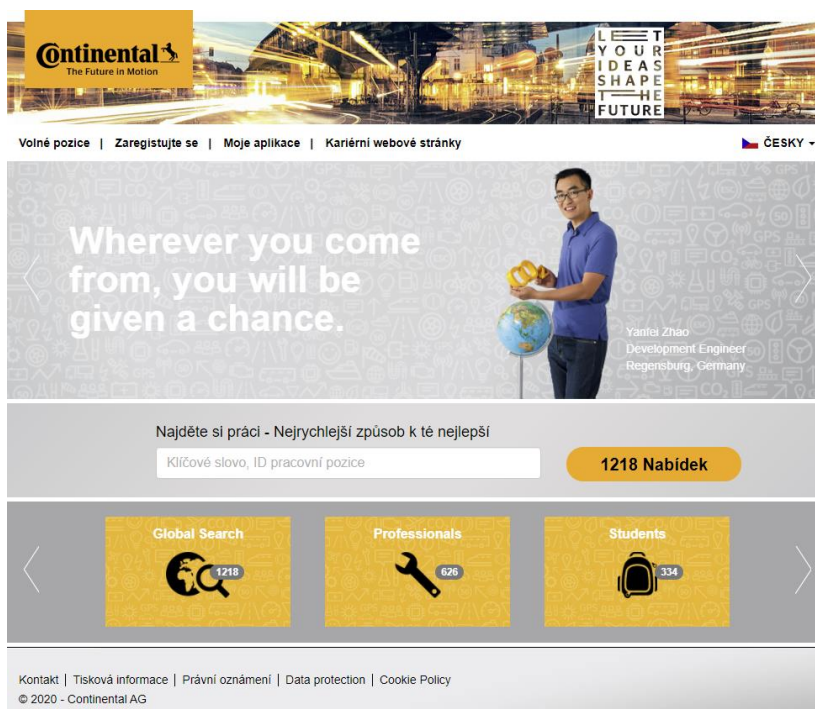 Continental
The Future in Motion
LET
YOUR
IDEAS
SHAPE
THE
FUTURE
Volné pozice | Zaregistujte se | Moje aplikace | Kariérní webové stránky
ČESKY
Wherever you come
from, you will be
given a chance.
Yanfei Zhao
Development Engineer
Regensburg, Germany
Najděte si práci - Nejrychlejší způsob k té nejlepší
Klíčové slovo, ID pracovní pozice
1218 Nabídek
Global Search
1218
Professionals
626
Students
334
Kontakt | Tisková informace | Právní oznámení | Data protection | Cookie Policy
© 2020 - Continental AG